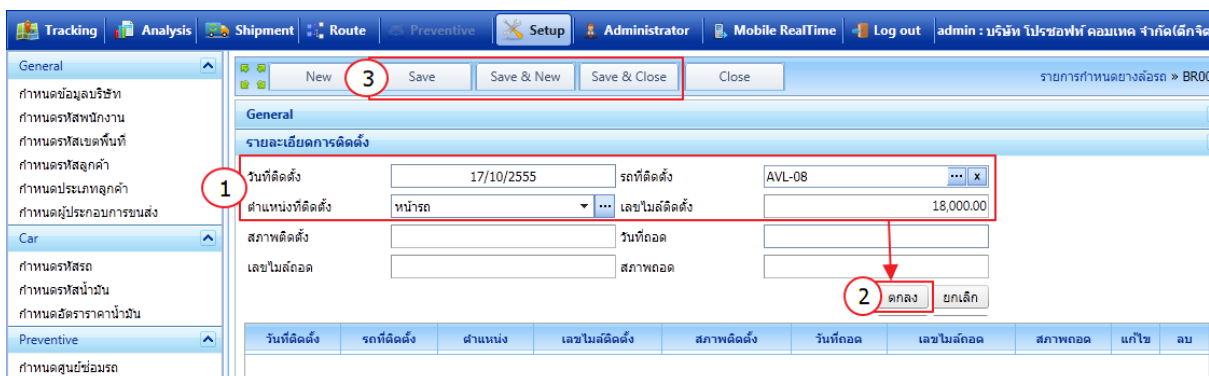 Tracking Analysis Shipment Route Preventive Setup Administrator Mobile RealTime Log out admin : บริษัท โปรซอฟท์ คอมเทค จำกัด(ตึกจิต
General
กำหนดข้อมูลบริษัท
กำหนดรหัสพนักงาน
กำหนดรหัสเขตพื้นที่
กำหนดรหัสลูกค้า
กำหนดประเภทลูกค้า
กำหนดผู้ประกอบการขนส่ง
Car
กำหนดรหัสรถ
กำหนดรหัสน้ำมัน
กำหนดอัตราราคาน้ำมัน
Preventive
กำหนดศูนย์ซ่อมรถ
New 3 Save Save & New Save & Close Close รายการกำหนดยางล้อรถ » BR00
General
รายละเอียดการติดตั้ง
1
วันที่ติดตั้ง 17/10/2555 รถที่ติดตั้ง AVL-08 ... x
ตำแหน่งที่ติดตั้ง หน้ารถ ... เลขไมล์ติดตั้ง 18,000.00
สภาพติดตั้ง วันที่ถอด
เลขไมล์ถอด สภาพถอด
2 ตกลง ยกเลิก
วันที่ติดตั้ง รถที่ติดตั้ง ตำแหน่ง เลขไมล์ติดตั้ง สภาพติดตั้ง วันที่ถอด เลขไมล์ถอด สภาพถอด แก้ไข ลบ